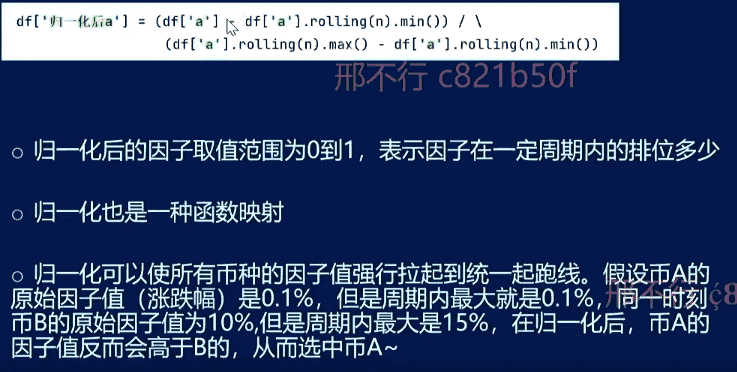 df['归一化后a'] = (df['a'] - df['a'].rolling(n).min()) / \
(df['a'].rolling(n).max() - df['a'].rolling(n).min())
邢不行 c821b50f
○ 归一化后的因子取值范围为0到1，表示因子在一定周期内的排位多少
○ 归一化也是一种函数映射
○ 归一化可以使所有币种的因子值强行拉起到统一起跑线。假设币A的
原始因子值（涨跌幅）是0.1%，但是周期内最大就是0.1%，同一时刻
币B的原始因子值为10%,但是周期内最大是15%，在归一化后，币A的
因子值反而会高于B的，从而选中币A~
邢不行